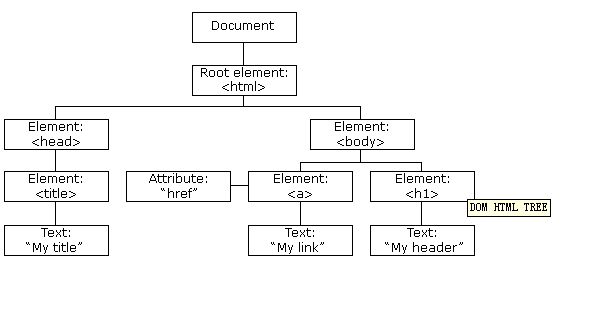 Document
Root element:
<html>
Element:
<head>
Element:
<body>
Element:
<title>
Attribute:
“href”
Element:
<a>
Element:
<h1>
DOM HTML TREE
Text:
“My title”
Text:
“My link”
Text:
“My header”